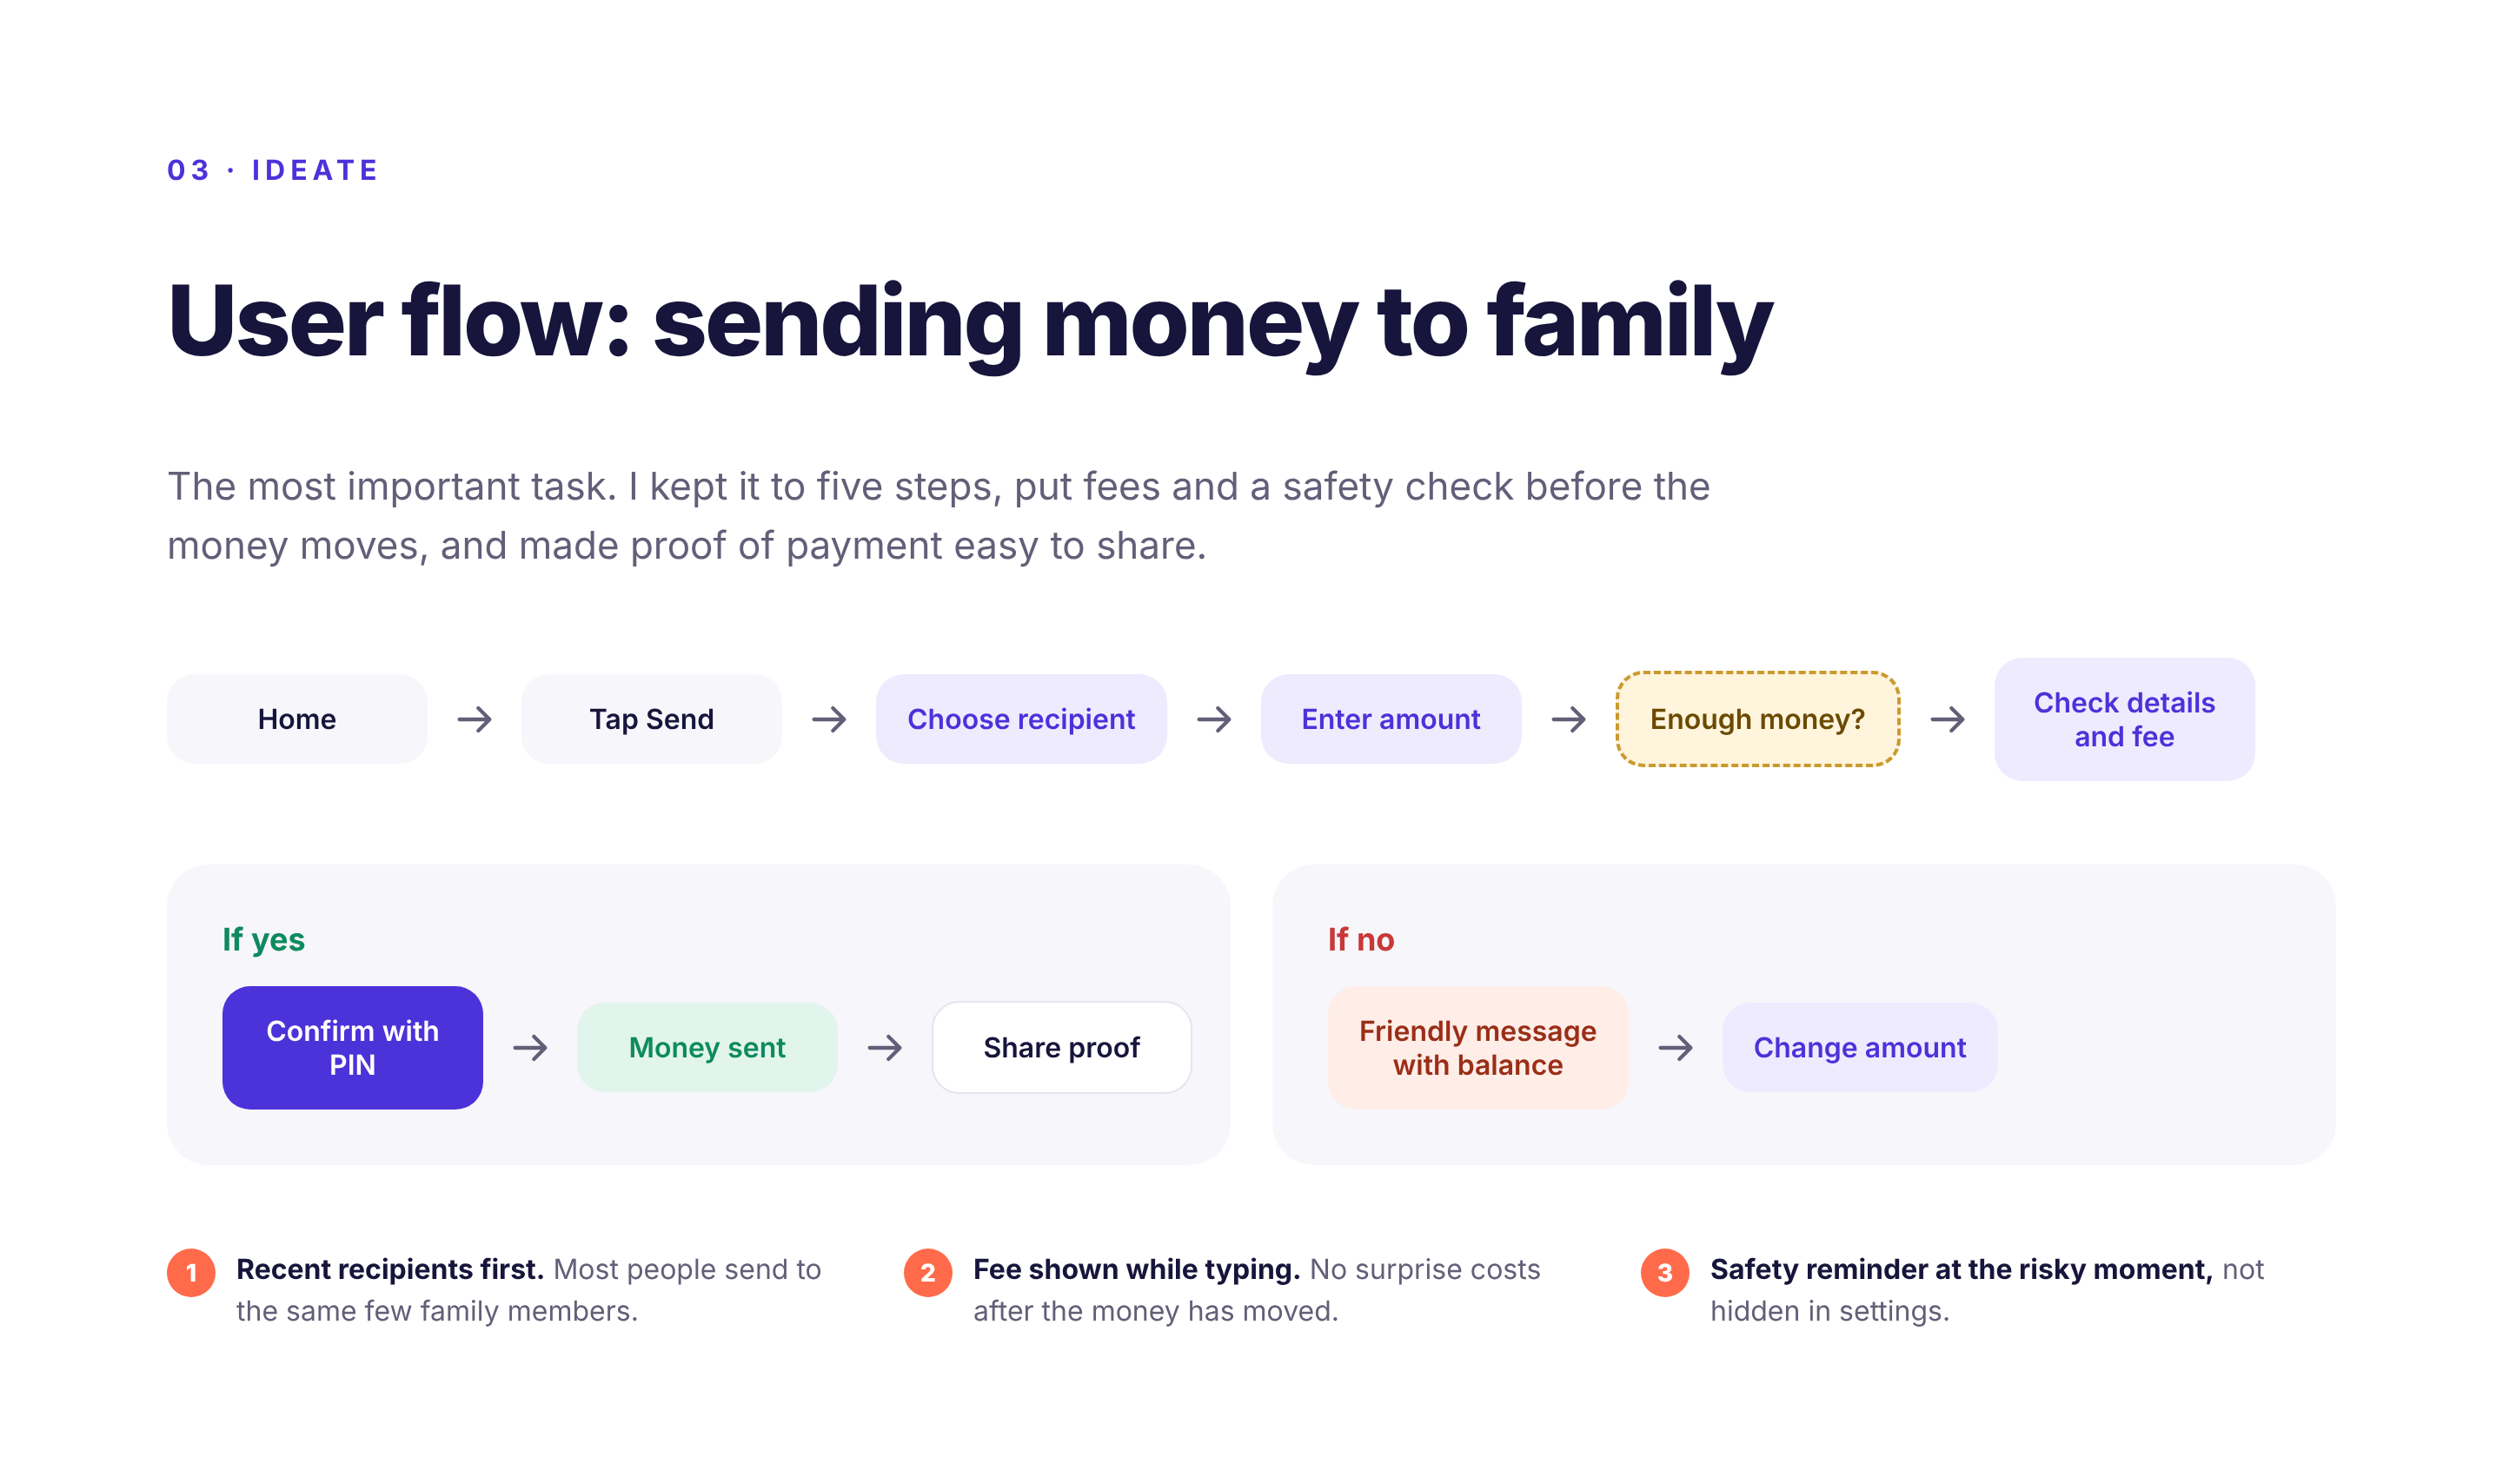 03 · IDEATE
User flow: sending money to family
The most important task. I kept it to five steps, put fees and a safety check before the
money moves, and made proof of payment easy to share.
Home
Tap Send
Choose recipient
Enter amount
Enough money?
Check details
and fee
If yes
Confirm with
PIN
Money sent
Share proof
If no
Friendly message
with balance
Change amount
1
Recent recipients first. Most people send to
the same few family members.
2
Fee shown while typing. No surprise costs
after the money has moved.
3
Safety reminder at the risky moment, not
hidden in settings.